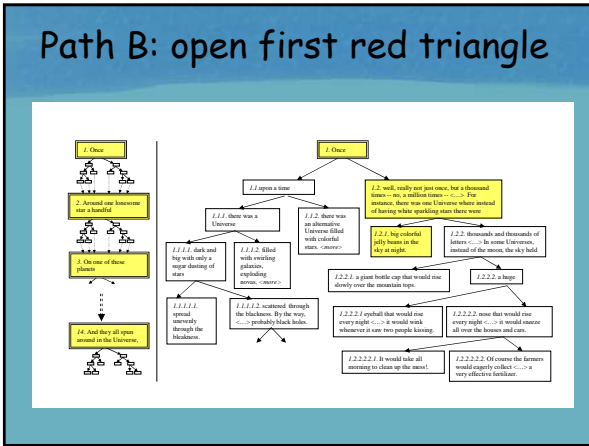 Path B: open first red triangle
1. Once
2. Around one lonesome
star a handful
3. On one of these
planets
14. And they all spun
around in the Universe,
1. Once
1.1.upon a time
1.2. well, really not just once, but a thousand
times -- no, a million times -- <...> For
instance, there was one Universe where instead
of having white sparkling stars there were
1.1.1. there was a
Universe
1.1.2. there was
an alternative
Universe filled
with colorful
stars. <more>
1.2.1. big colorful
jelly beans in the
sky at night.
1.2.2. thousands and thousands of
letters <...> In some Universes,
instead of the moon, the sky held
1.1.1.1. dark and
big with only a
sugar dusting of
stars
1.1.1.2. filled
with swirling
galaxies,
exploding
novas, <more>
1.2.2.1. a giant bottle cap that would rise
slowly over the mountain tops.
1.2.2.2. a huge
1.1.1.1.1.
spread
unevenly
through the
bleakness.
1.1.1.1.2. scattered through
the blackness. By the way,
<...> probably black holes.
1.2.2.2.1 eyeball that would rise
every night <...> it would wink
whenever it saw two people kissing.
1.2.2.2.2. nose that would rise
every night <...> it would sneeze
all over the houses and cars.
1.2.2.2.2.1. It would take all
morning to clean up the mess!.
1.2.2.2.2.2. Of course the farmers
would eagerly collect <...> a
very effective fertilizer.